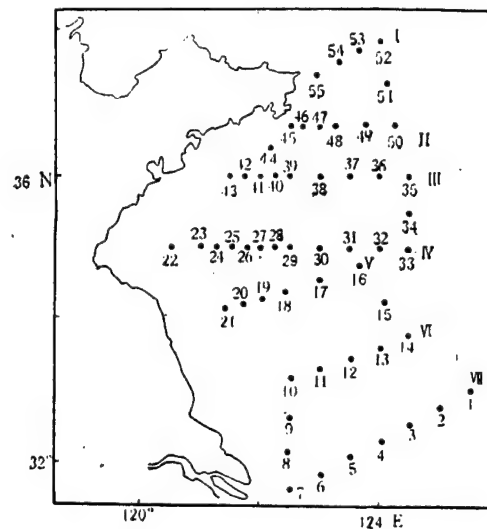 53 I
54 52
55 51
46 47
45 48 49 50 II
44
36 N 42 39 37 36
43 41 40 38 35 III
34
23 25 27 28 31 32 IV
22 24 26 29 30 V 33
16
20 19 18 17
21 15
14 VI
12 13
10 11
VII
1
9 2
3
8 4
32 5
7 6
120° 124 E